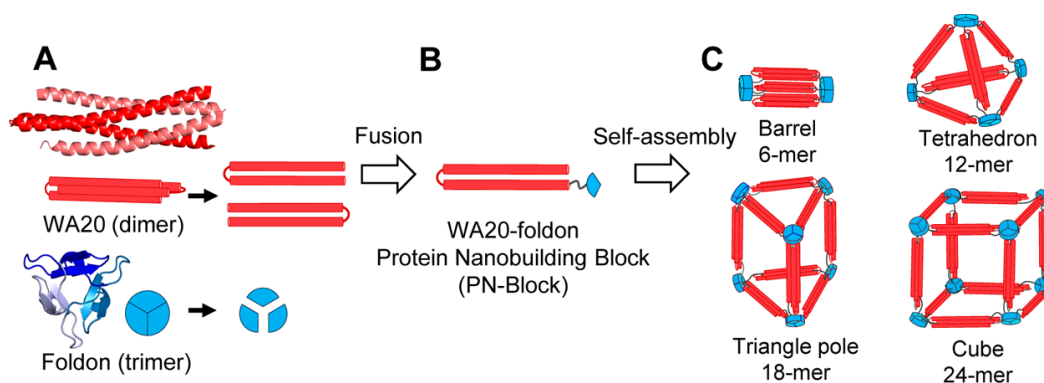 A
WA20 (dimer)
Foldon (trimer)
Fusion
B
WA20-foldon
Protein Nanobuilding Block
(PN-Block)
Self-assembly
C
Barrel
6-mer
Tetrahedron
12-mer
Triangle pole
18-mer
Cube
24-mer